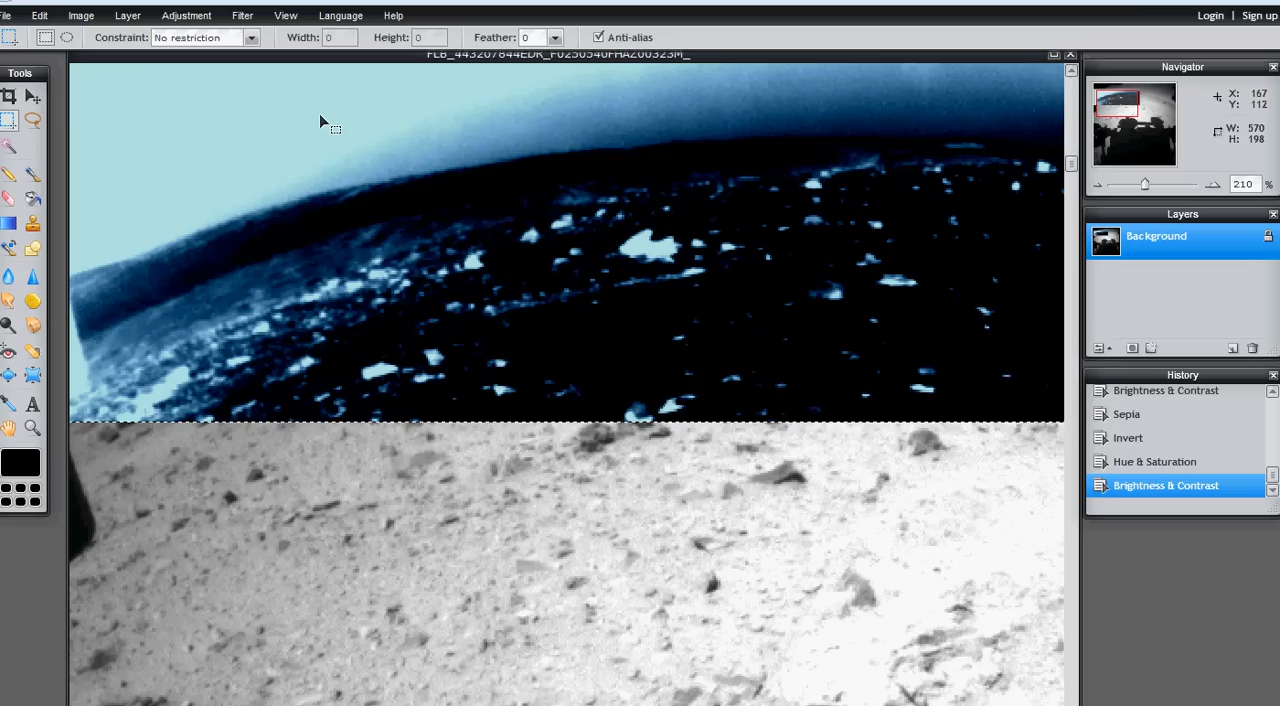 File Edit Image Layer Adjustment Filter View Language Help Login | Sign up
Constraint: No restriction Width: 0 Height: 0 Feather: 0 Anti-alias
Tools
Navigator
X: 167
Y: 112
W: 570
H: 198
210 %
Layers
Background
History
Brightness & Contrast
Sepia
Invert
Hue & Saturation
Brightness & Contrast
A